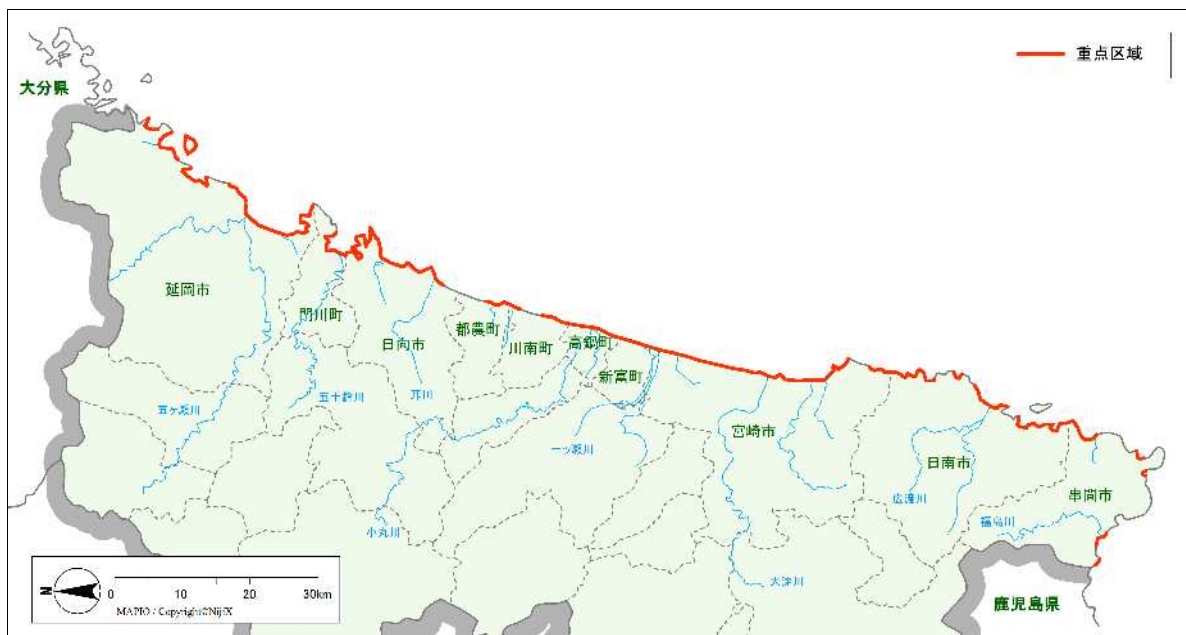 重点区域
大分県
延岡市
門川町
日向市
都農町
川南町
高鍋町
新富町
宮崎市
日南市
串間市
五ヶ瀬川
五十鈴川
耳川
小丸川
一ッ瀬川
大淀川
広渡川
福島川
鹿児島県
N
0 10 20 30km
MAPIO / Copyright©NijiX